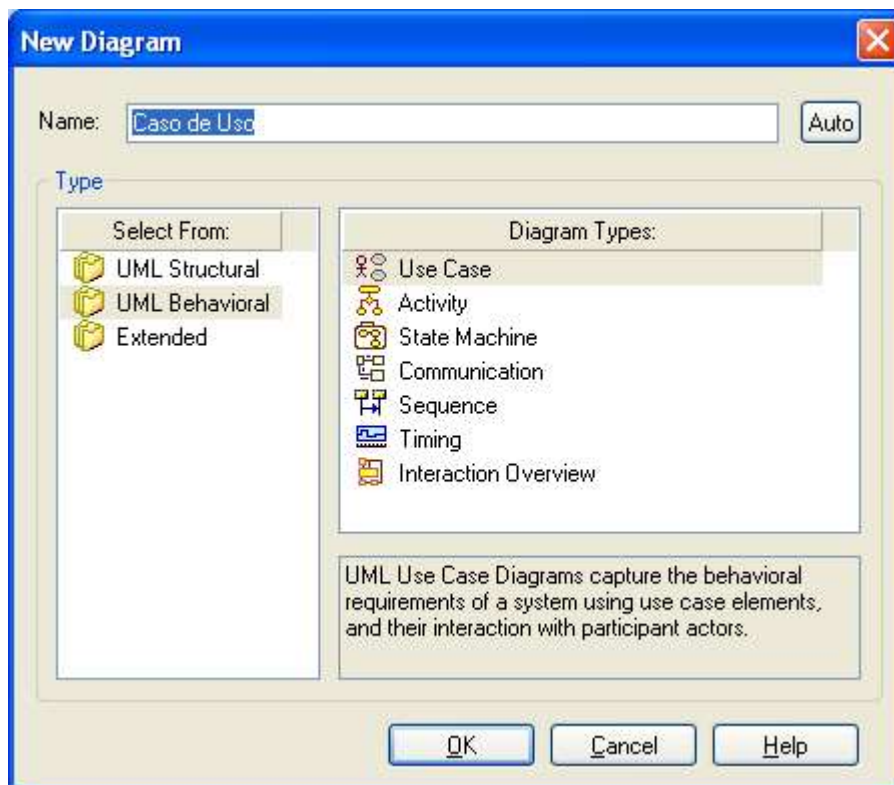 New Diagram
Name: Caso de Uso Auto
Type
Select From:
UML Structural
UML Behavioral
Extended
Diagram Types:
Use Case
Activity
State Machine
Communication
Sequence
Timing
Interaction Overview
UML Use Case Diagrams capture the behavioral
requirements of a system using use case elements,
and their interaction with participant actors.
OK Cancel Help